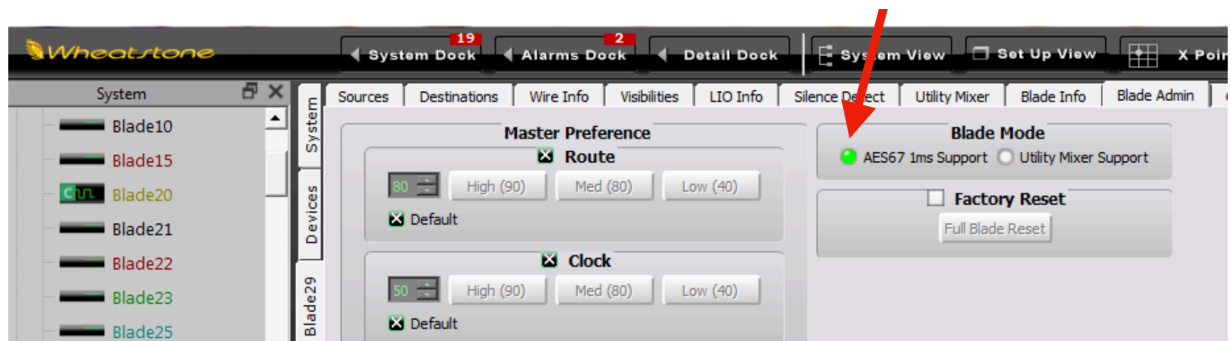 Wheatstone
19
System Dock
2
Alarms Dock
Detail Dock
System View
Set Up View
X Poin
System
Blade10
Blade15
C
Blade20
Blade21
Blade22
Blade23
Blade25
System
Devices
Blade29
Sources
Destinations
Wire Info
Visibilities
LIO Info
Silence Detect
Utility Mixer
Blade Info
Blade Admin
Master Preference
Route
80
High (90)
Med (80)
Low (40)
Default
Clock
50
High (90)
Med (80)
Low (40)
Default
Blade Mode
AES67 1ms Support
Utility Mixer Support
Factory Reset
Full Blade Reset